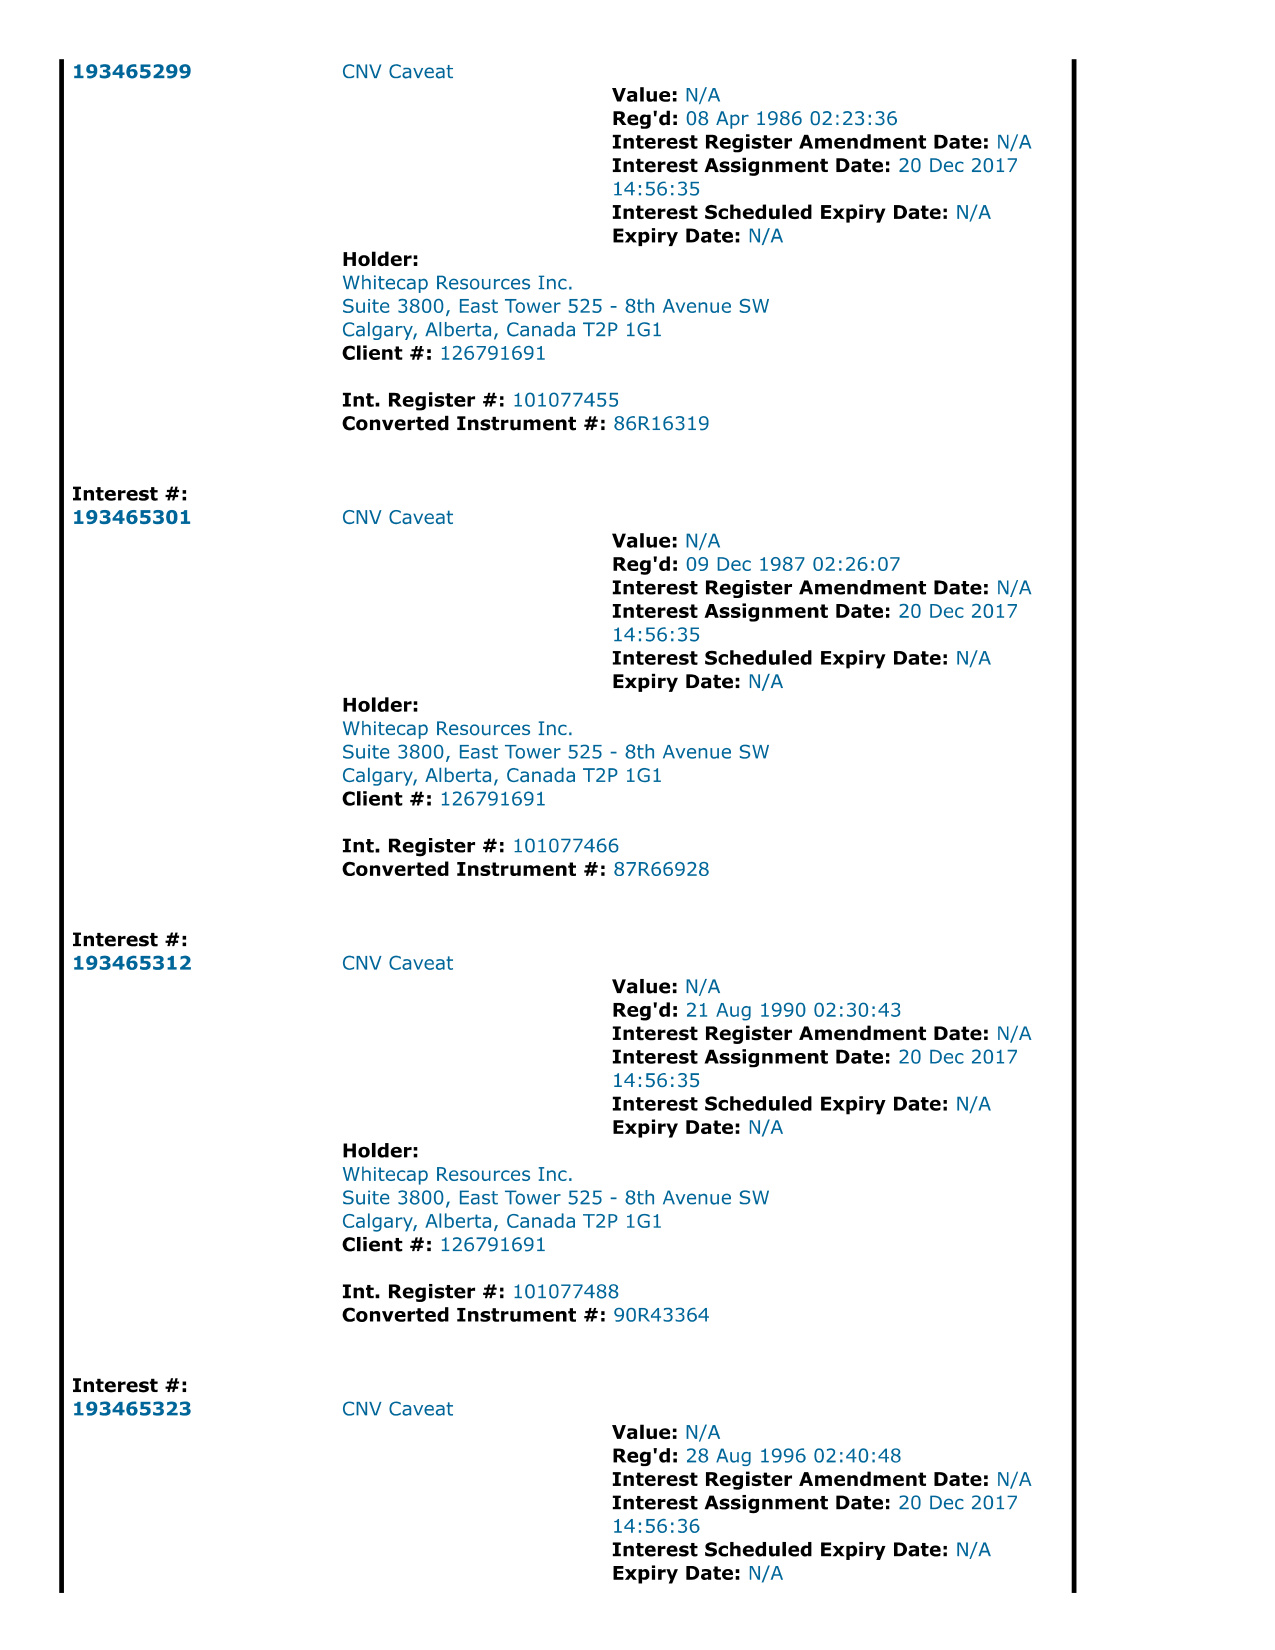 193465299 CNV Caveat
Value: N/A
Reg'd: 08 Apr 1986 02:23:36
Interest Register Amendment Date: N/A
Interest Assignment Date: 20 Dec 2017
14:56:35
Interest Scheduled Expiry Date: N/A
Expiry Date: N/A
Holder:
Whitecap Resources Inc.
Suite 3800, East Tower 525 - 8th Avenue SW
Calgary, Alberta, Canada T2P 1G1
Client #: 126791691
Int. Register #: 101077455
Converted Instrument #: 86R16319
Interest #:
193465301 CNV Caveat
Value: N/A
Reg'd: 09 Dec 1987 02:26:07
Interest Register Amendment Date: N/A
Interest Assignment Date: 20 Dec 2017
14:56:35
Interest Scheduled Expiry Date: N/A
Expiry Date: N/A
Holder:
Whitecap Resources Inc.
Suite 3800, East Tower 525 - 8th Avenue SW
Calgary, Alberta, Canada T2P 1G1
Client #: 126791691
Int. Register #: 101077466
Converted Instrument #: 87R66928
Interest #:
193465312 CNV Caveat
Value: N/A
Reg'd: 21 Aug 1990 02:30:43
Interest Register Amendment Date: N/A
Interest Assignment Date: 20 Dec 2017
14:56:35
Interest Scheduled Expiry Date: N/A
Expiry Date: N/A
Holder:
Whitecap Resources Inc.
Suite 3800, East Tower 525 - 8th Avenue SW
Calgary, Alberta, Canada T2P 1G1
Client #: 126791691
Int. Register #: 101077488
Converted Instrument #: 90R43364
Interest #:
193465323 CNV Caveat
Value: N/A
Reg'd: 28 Aug 1996 02:40:48
Interest Register Amendment Date: N/A
Interest Assignment Date: 20 Dec 2017
14:56:36
Interest Scheduled Expiry Date: N/A
Expiry Date: N/A